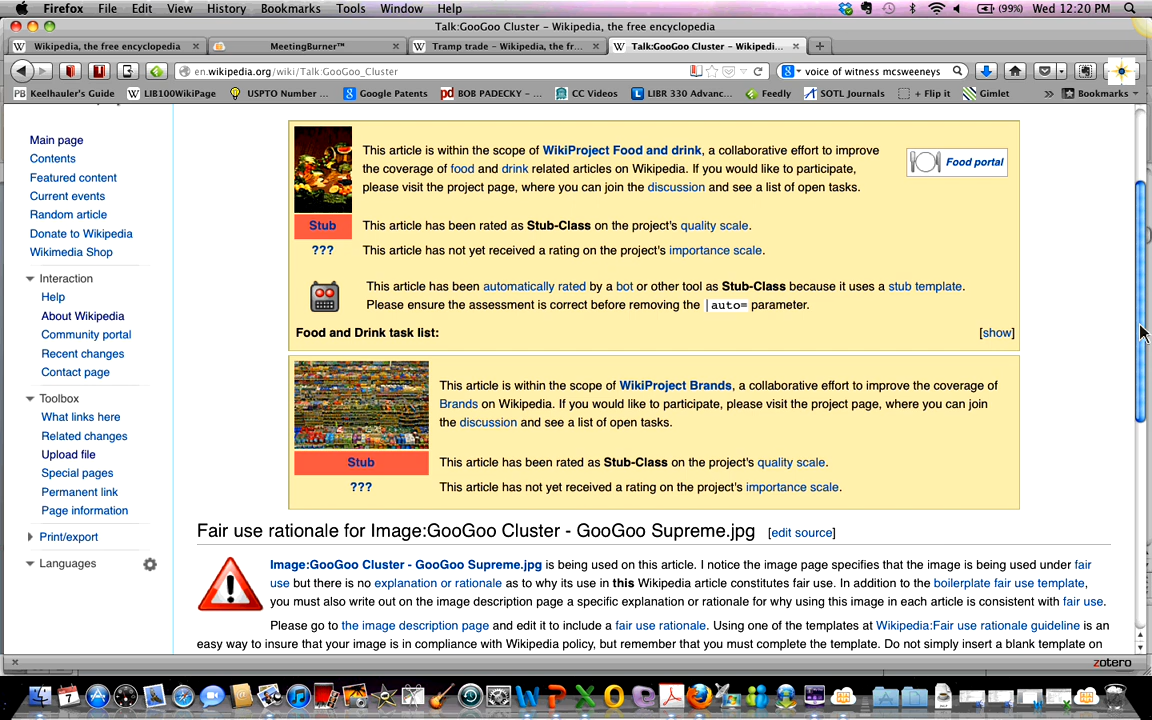 Firefox File Edit View History Bookmarks Tools Window Help (99%) Wed 12:20 PM
Talk:GooGoo Cluster – Wikipedia, the free encyclopedia
Wikipedia, the free encyclopedia × MeetingBurner™ × Tramp trade – Wikipedia, the fr... × Talk:GooGoo Cluster – Wikipedi... × +
en.wikipedia.org/wiki/Talk:GooGoo_Cluster voice of witness mcsweeneys
PB Keelhauler's Guide W LIB100WikiPage USPTO Number ... Google Patents pd BOB PADECKY – ... CC Videos L LIBR 330 Advanc... Feedly SOTL Journals + Flip it Gimlet » Bookmarks
Main page
Contents
Featured content
Current events
Random article
Donate to Wikipedia
Wikimedia Shop
Interaction
Help
About Wikipedia
Community portal
Recent changes
Contact page
Toolbox
What links here
Related changes
Upload file
Special pages
Permanent link
Page information
Print/export
Languages
This article is within the scope of WikiProject Food and drink, a collaborative effort to improve
the coverage of food and drink related articles on Wikipedia. If you would like to participate,
please visit the project page, where you can join the discussion and see a list of open tasks.
Food portal
Stub This article has been rated as Stub-Class on the project's quality scale.
??? This article has not yet received a rating on the project's importance scale.
This article has been automatically rated by a bot or other tool as Stub-Class because it uses a stub template.
Please ensure the assessment is correct before removing the |auto= parameter.
Food and Drink task list: [show]
This article is within the scope of WikiProject Brands, a collaborative effort to improve the coverage of
Brands on Wikipedia. If you would like to participate, please visit the project page, where you can join
the discussion and see a list of open tasks.
Stub This article has been rated as Stub-Class on the project's quality scale.
??? This article has not yet received a rating on the project's importance scale.
Fair use rationale for Image:GooGoo Cluster - GooGoo Supreme.jpg [edit source]
Image:GooGoo Cluster - GooGoo Supreme.jpg is being used on this article. I notice the image page specifies that the image is being used under fair
use but there is no explanation or rationale as to why its use in this Wikipedia article constitutes fair use. In addition to the boilerplate fair use template,
you must also write out on the image description page a specific explanation or rationale for why using this image in each article is consistent with fair use.
Please go to the image description page and edit it to include a fair use rationale. Using one of the templates at Wikipedia:Fair use rationale guideline is an
easy way to insure that your image is in compliance with Wikipedia policy, but remember that you must complete the template. Do not simply insert a blank template on
× zotero